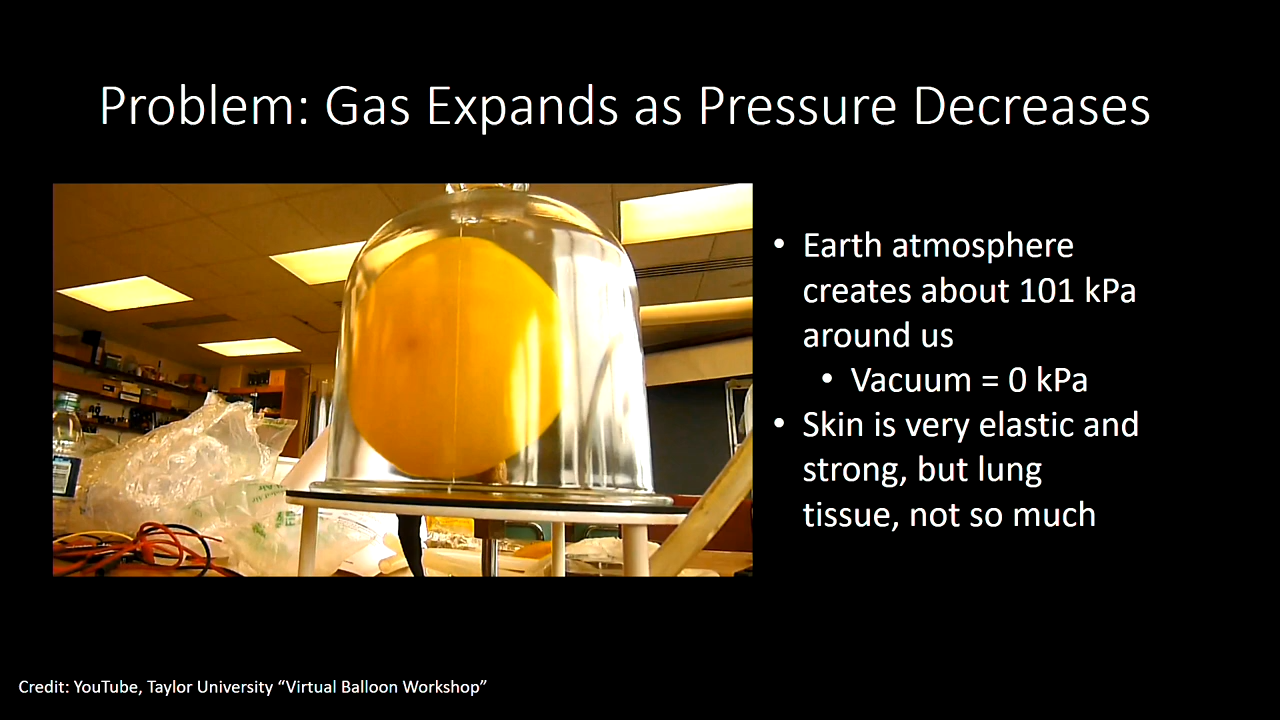 Problem: Gas Expands as Pressure Decreases
• Earth atmosphere
creates about 101 kPa
around us
• Vacuum = 0 kPa
• Skin is very elastic and
strong, but lung
tissue, not so much
Credit: YouTube, Taylor University “Virtual Balloon Workshop”